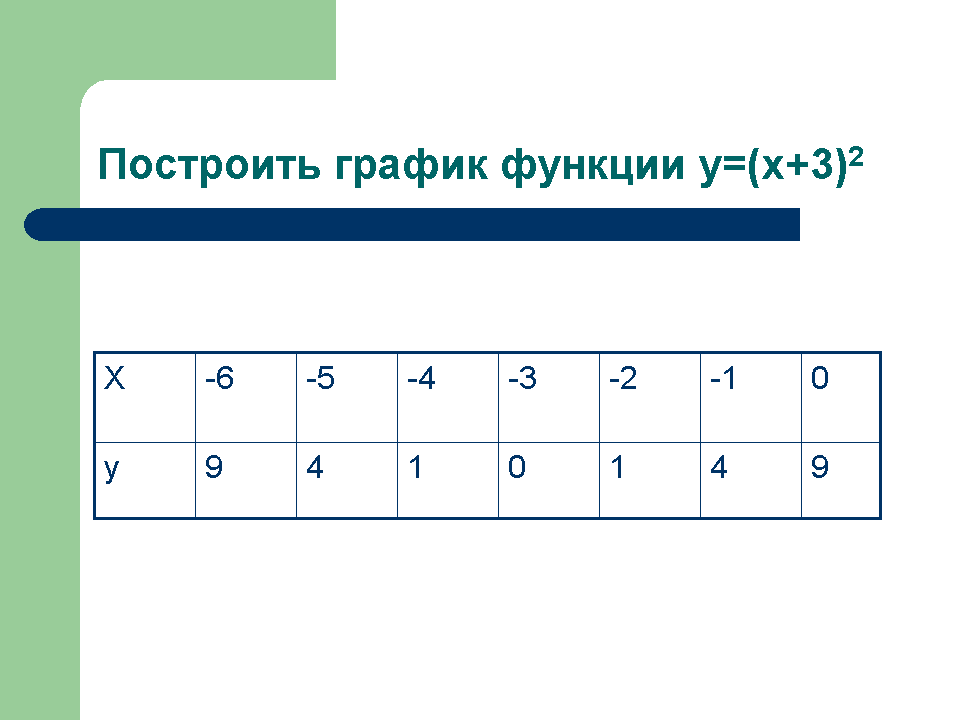 Построить график функции у=(х+3)²
Х -6 -5 -4 -3 -2 -1 0
у 9 4 1 0 1 4 9